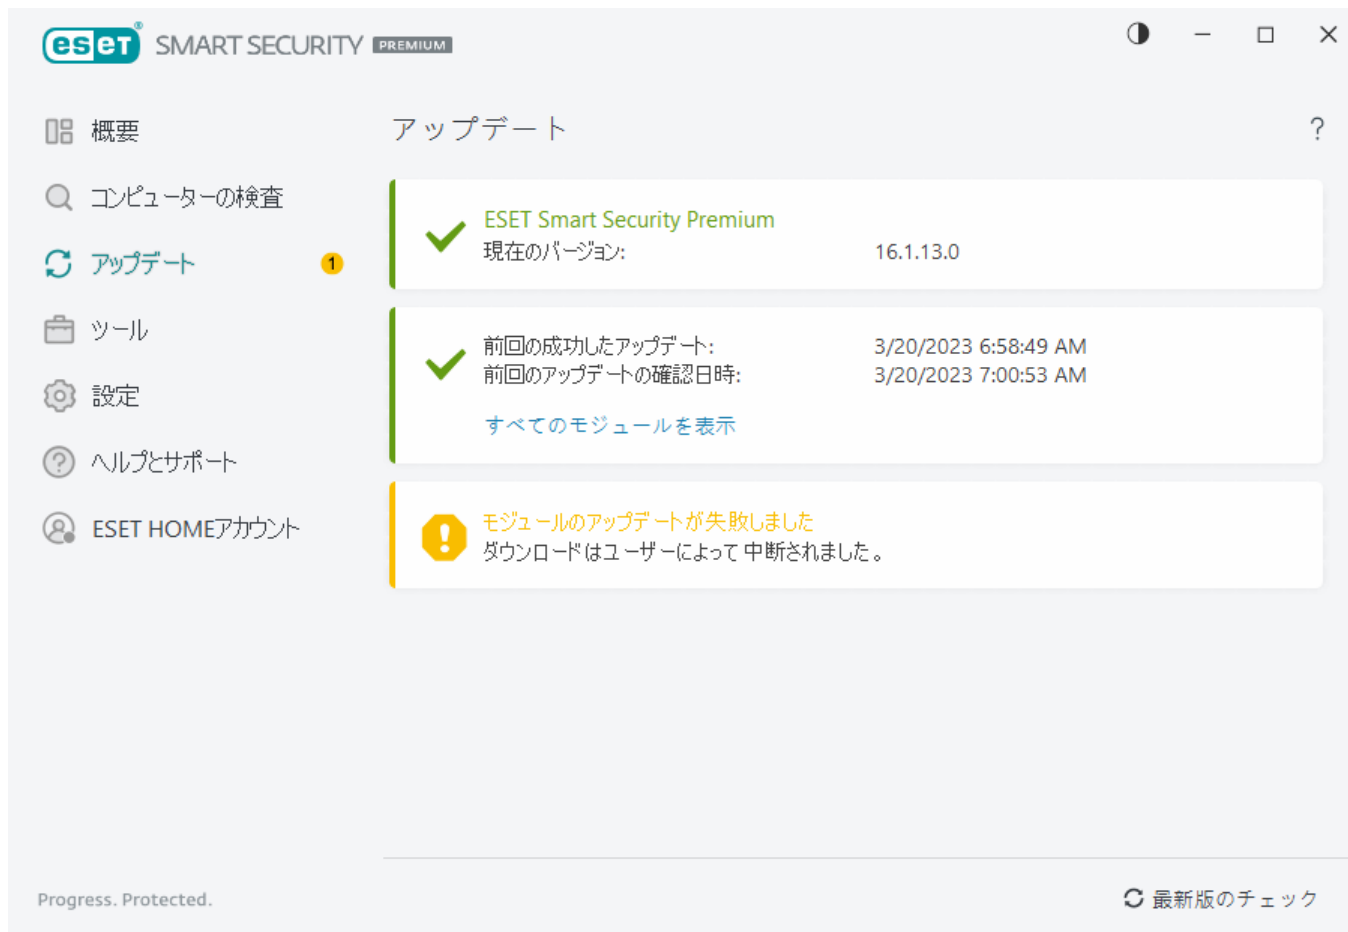 eset® SMART SECURITY PREMIUM
概要
コンピューターの検査
アップデート 1
ツール
設定
ヘルプとサポート
ESET HOMEアカウント
アップデート ?
ESET Smart Security Premium
現在のバージョン: 16.1.13.0
前回の成功したアップデート: 3/20/2023 6:58:49 AM
前回のアップデートの確認日時: 3/20/2023 7:00:53 AM
すべてのモジュールを表示
モジュールのアップデートが失敗しました
ダウンロードはユーザーによって中断されました。
Progress. Protected.
最新版のチェック